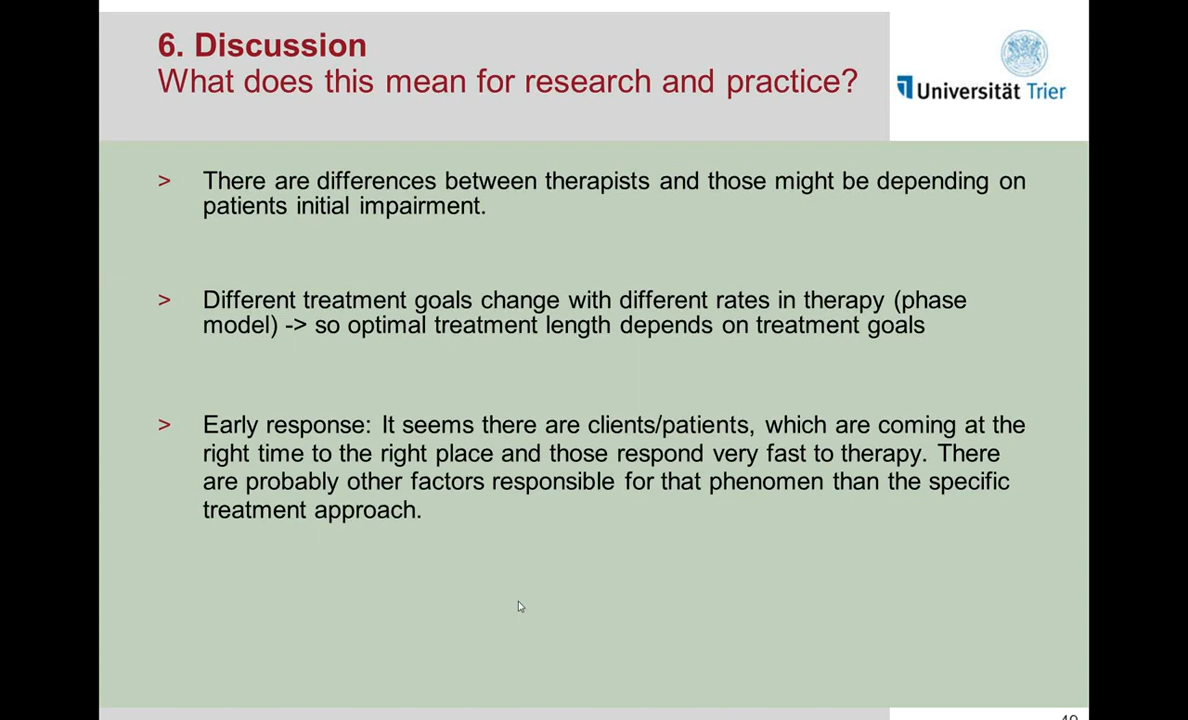 6. Discussion
What does this mean for research and practice?
Universität Trier
> There are differences between therapists and those might be depending on
patients initial impairment.
> Different treatment goals change with different rates in therapy (phase
model) -> so optimal treatment length depends on treatment goals
> Early response: It seems there are clients/patients, which are coming at the
right time to the right place and those respond very fast to therapy. There
are probably other factors responsible for that phenomen than the specific
treatment approach.